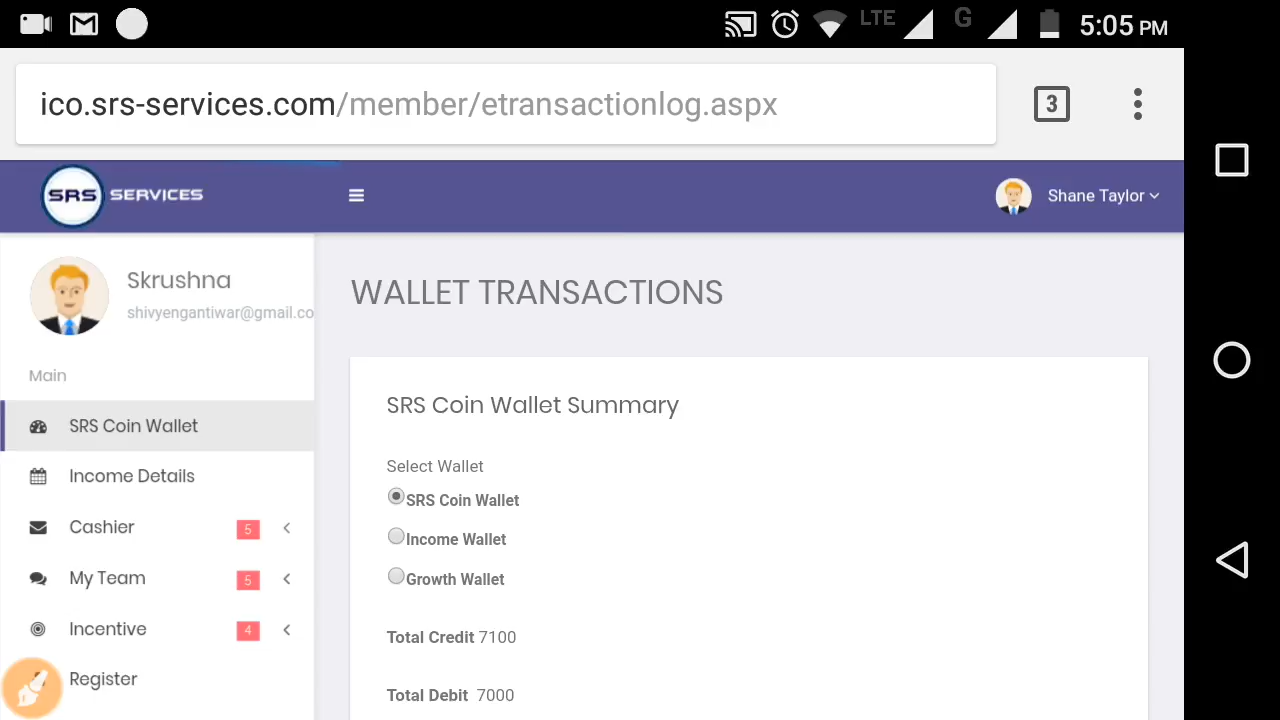 LTE G 5:05 PM
ico.srs-services.com/member/etransactionlog.aspx
3
SRS SERVICES
Shane Taylor
Skrushna
shivyengantiwar@gmail.co
WALLET TRANSACTIONS
Main
SRS Coin Wallet
Income Details
Cashier 5
My Team 5
Incentive 4
Register
SRS Coin Wallet Summary
Select Wallet
SRS Coin Wallet
Income Wallet
Growth Wallet
Total Credit 7100
Total Debit 7000